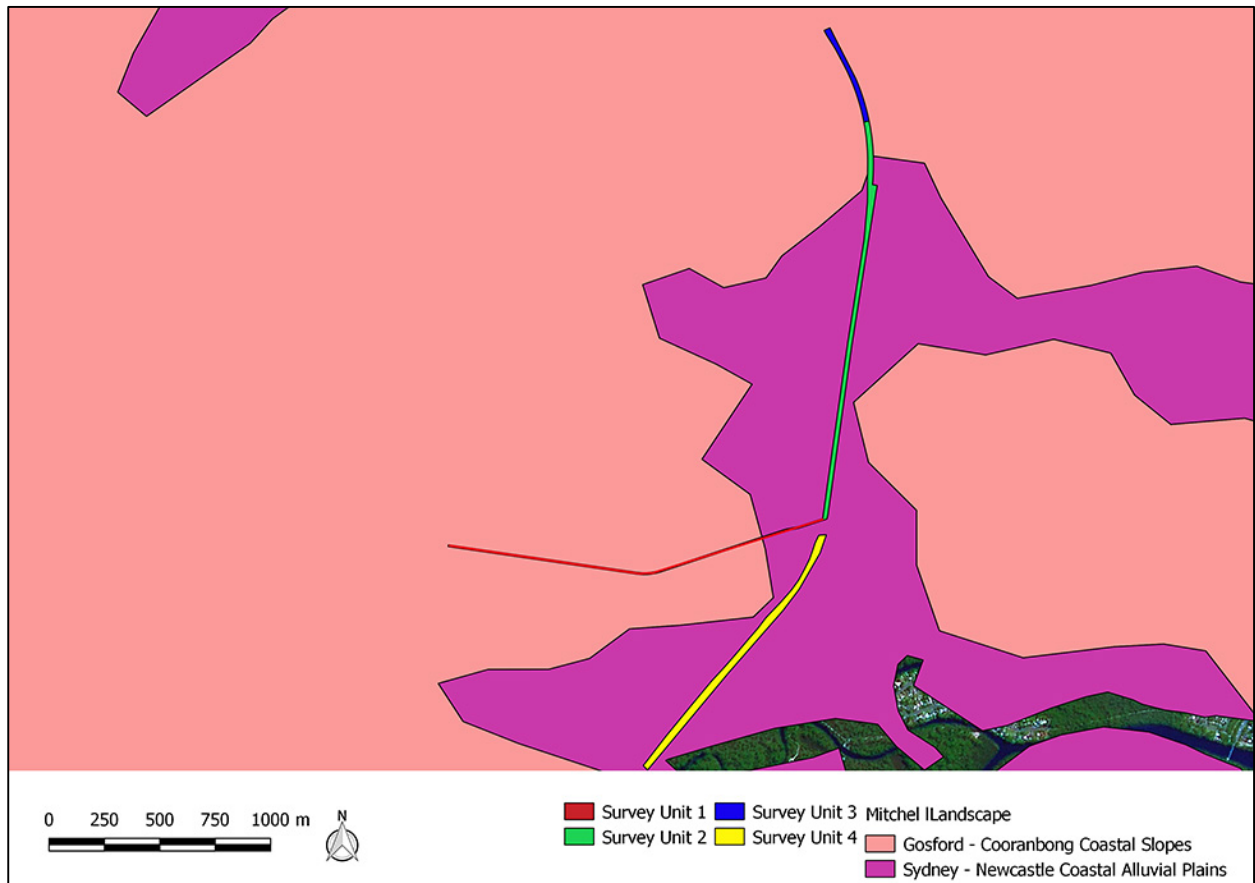 0 250 500 750 1000 m
N
Survey Unit 1
Survey Unit 2
Survey Unit 3
Survey Unit 4
Mitchel lLandscape
Gosford - Cooranbong Coastal Slopes
Sydney - Newcastle Coastal Alluvial Plains